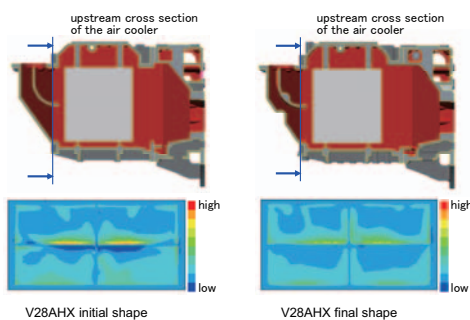 upstream cross section
of the air cooler
upstream cross section
of the air cooler
high
low
high
low
V28AHX initial shape
V28AHX final shape